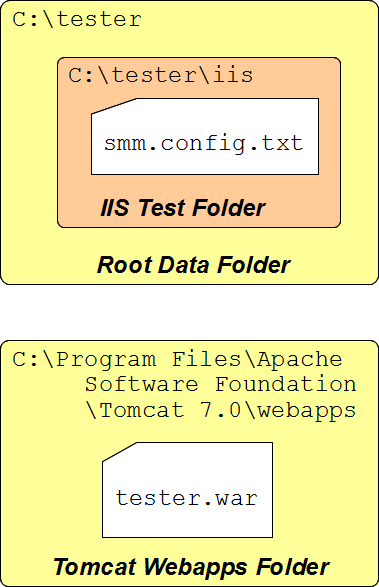 C:\tester
C:\tester\iis
smm.config.txt
IIS Test Folder
Root Data Folder
C:\Program Files\Apache
Software Foundation
\Tomcat 7.0\webapps
tester.war
Tomcat Webapps Folder